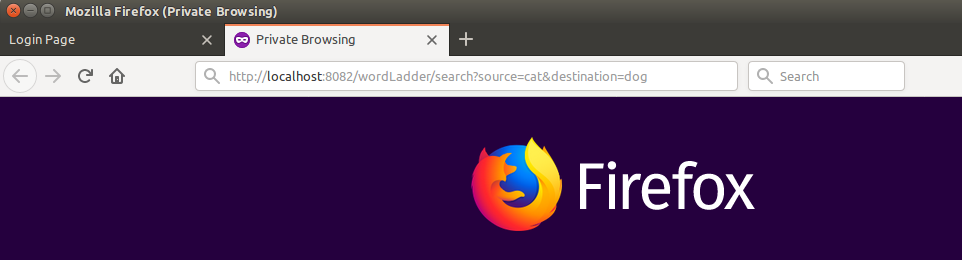 Mozilla Firefox (Private Browsing)
Login Page
Private Browsing
http://localhost:8082/wordLadder/search?source=cat&destination=dog
Search
Firefox